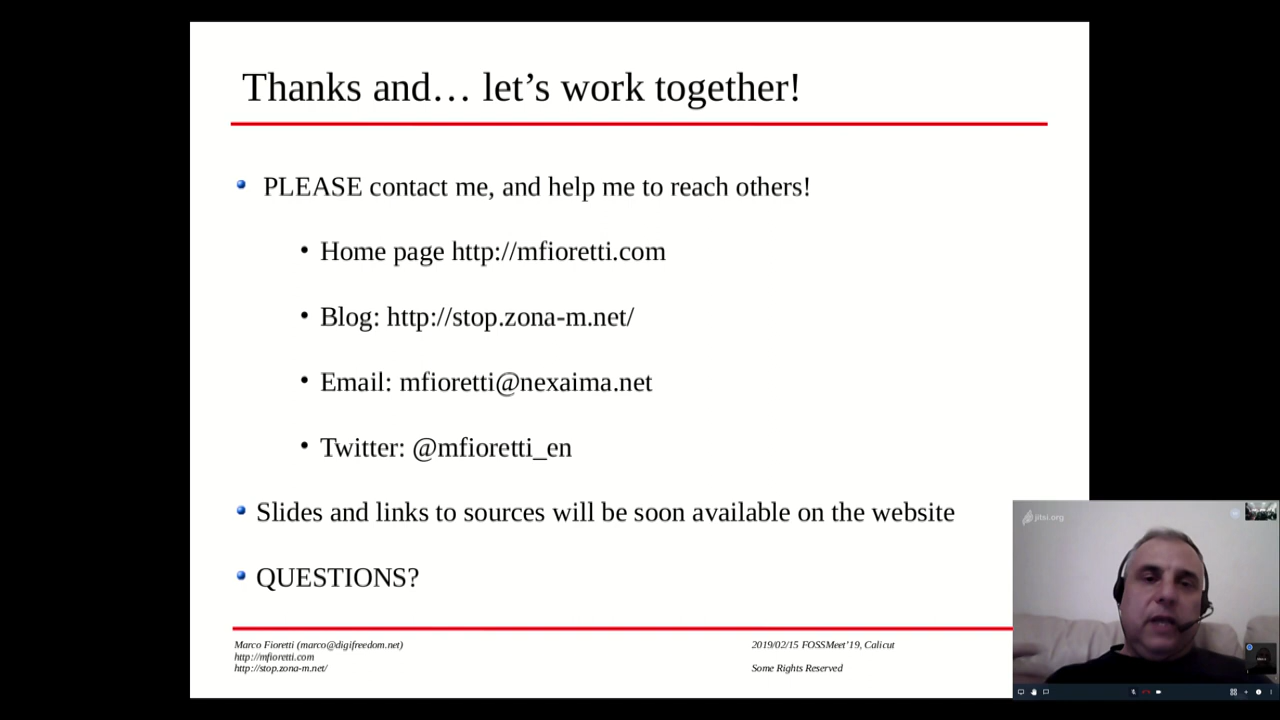 Thanks and… let’s work together!
PLEASE contact me, and help me to reach others!
• Home page http://mfioretti.com
• Blog: http://stop.zona-m.net/
• Email: mfioretti@nexaima.net
• Twitter: @mfioretti_en
Slides and links to sources will be soon available on the website
QUESTIONS?
Marco Fioretti (marco@digifreedom.net)
http://mfioretti.com
http://stop.zona-m.net/
2019/02/15 FOSSMeet’19, Calicut
Some Rights Reserved
jitsi.org